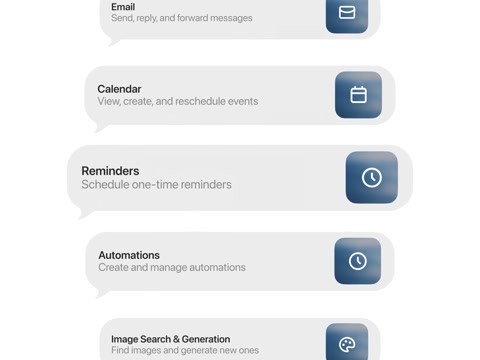 Email
Send, reply, and forward messages
Calendar
View, create, and reschedule events
Reminders
Schedule one-time reminders
Automations
Create and manage automations
Image Search & Generation
Find images and generate new ones